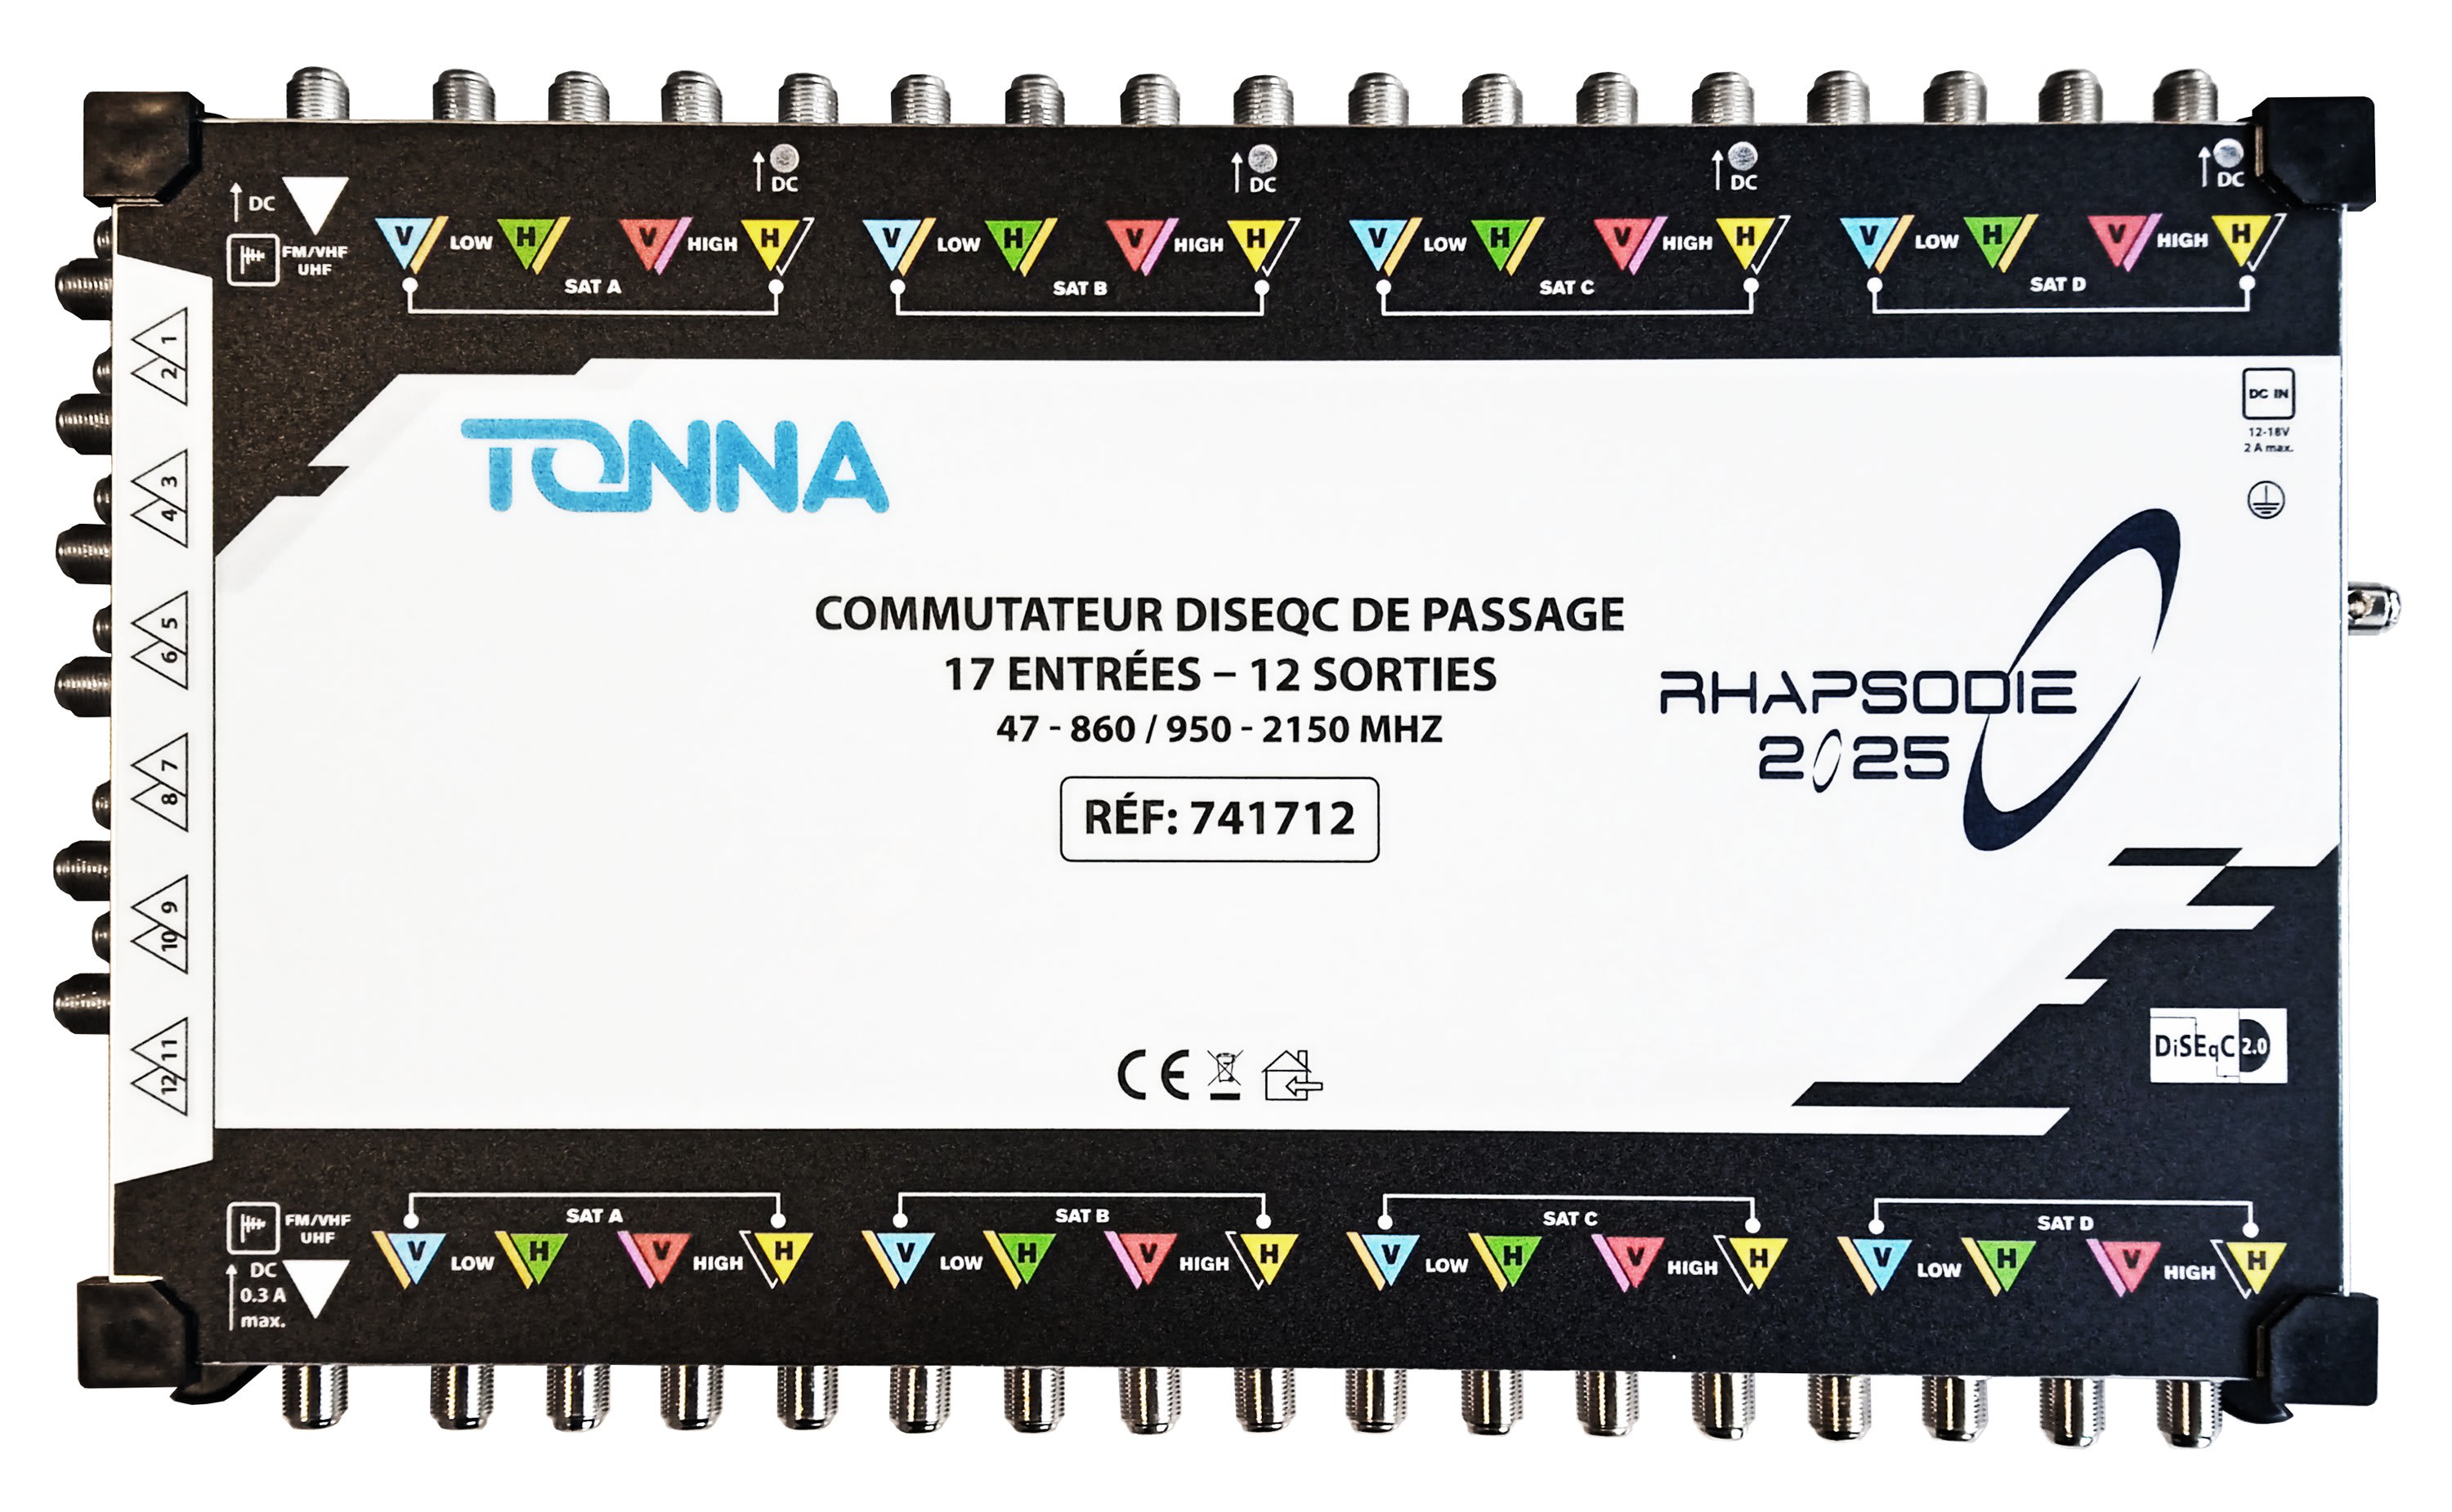 DC DC DC DC
DC
FM/VHF
UHF
V LOW H V HIGH H
SAT A
V LOW H V HIGH H
SAT B
V LOW H V HIGH H
SAT C
V LOW H V HIGH H
SAT D
1
2
3
4
5
6
7
8
9
10
11
12
TONNA
DC IN
12-18V
2 A max.
COMMUTATEUR DISEQC DE PASSAGE
17 ENTRÉES – 12 SORTIES
47 - 860 / 950 - 2150 MHZ
RÉF: 741712
RHAPSODIE
2025
CE
DiSEqC 2.0
FM/VHF
UHF
DC
0.3 A
max.
SAT A
V LOW H V HIGH H
SAT B
V LOW H V HIGH H
SAT C
V LOW H V HIGH H
SAT D
V LOW H V HIGH H